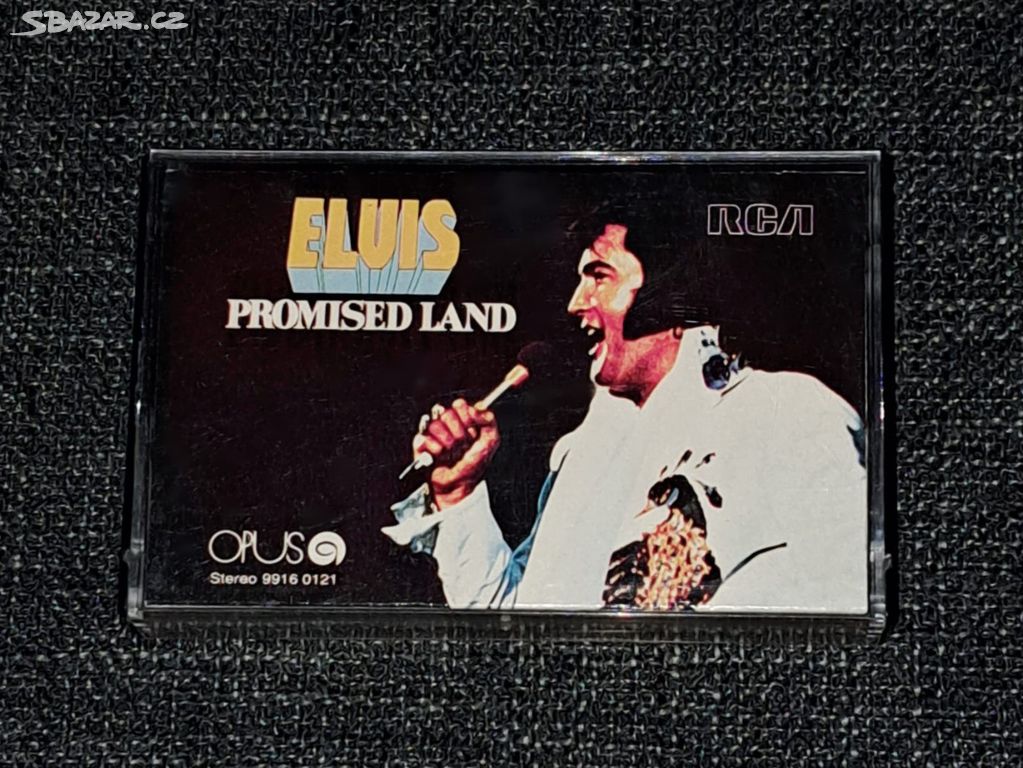 SBAZAR.CZ
ELVIS
RCA
PROMISED LAND
OPUS
Stereo 9916 0121